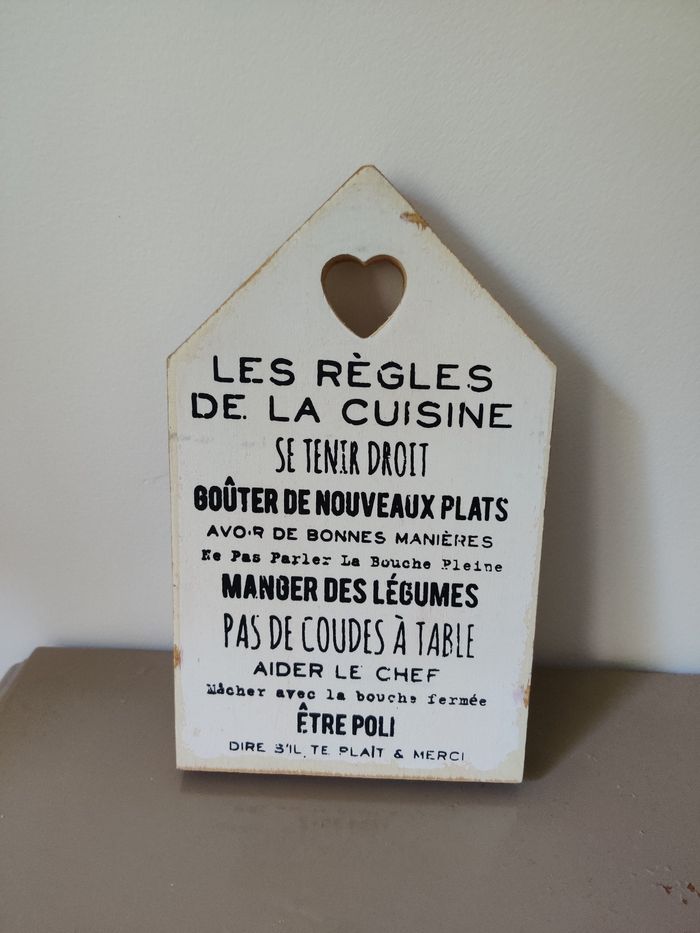 LES RÈGLES
DE LA CUISINE
SE TENIR DROIT
GOÛTER DE NOUVEAUX PLATS
AVOIR DE BONNES MANIÈRES
Ne Pas Parler La Bouche Pleine
MANGER DES LÉGUMES
PAS DE COUDES À TABLE
AIDER LE CHEF
Mâcher avec la bouche fermée
ÊTRE POLI
DIRE S'IL TE PLAÎT & MERCI